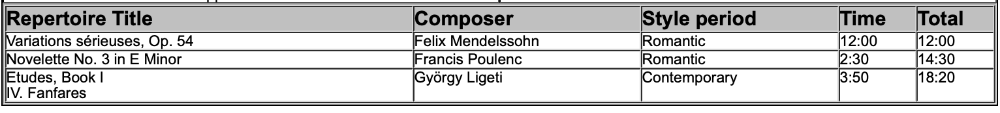 Repertoire Title Composer Style period Time Total
Variations sérieuses, Op. 54 Felix Mendelssohn Romantic 12:00 12:00
Novelette No. 3 in E Minor Francis Poulenc Romantic 2:30 14:30
Etudes, Book I György Ligeti Contemporary 3:50 18:20
IV. Fanfares